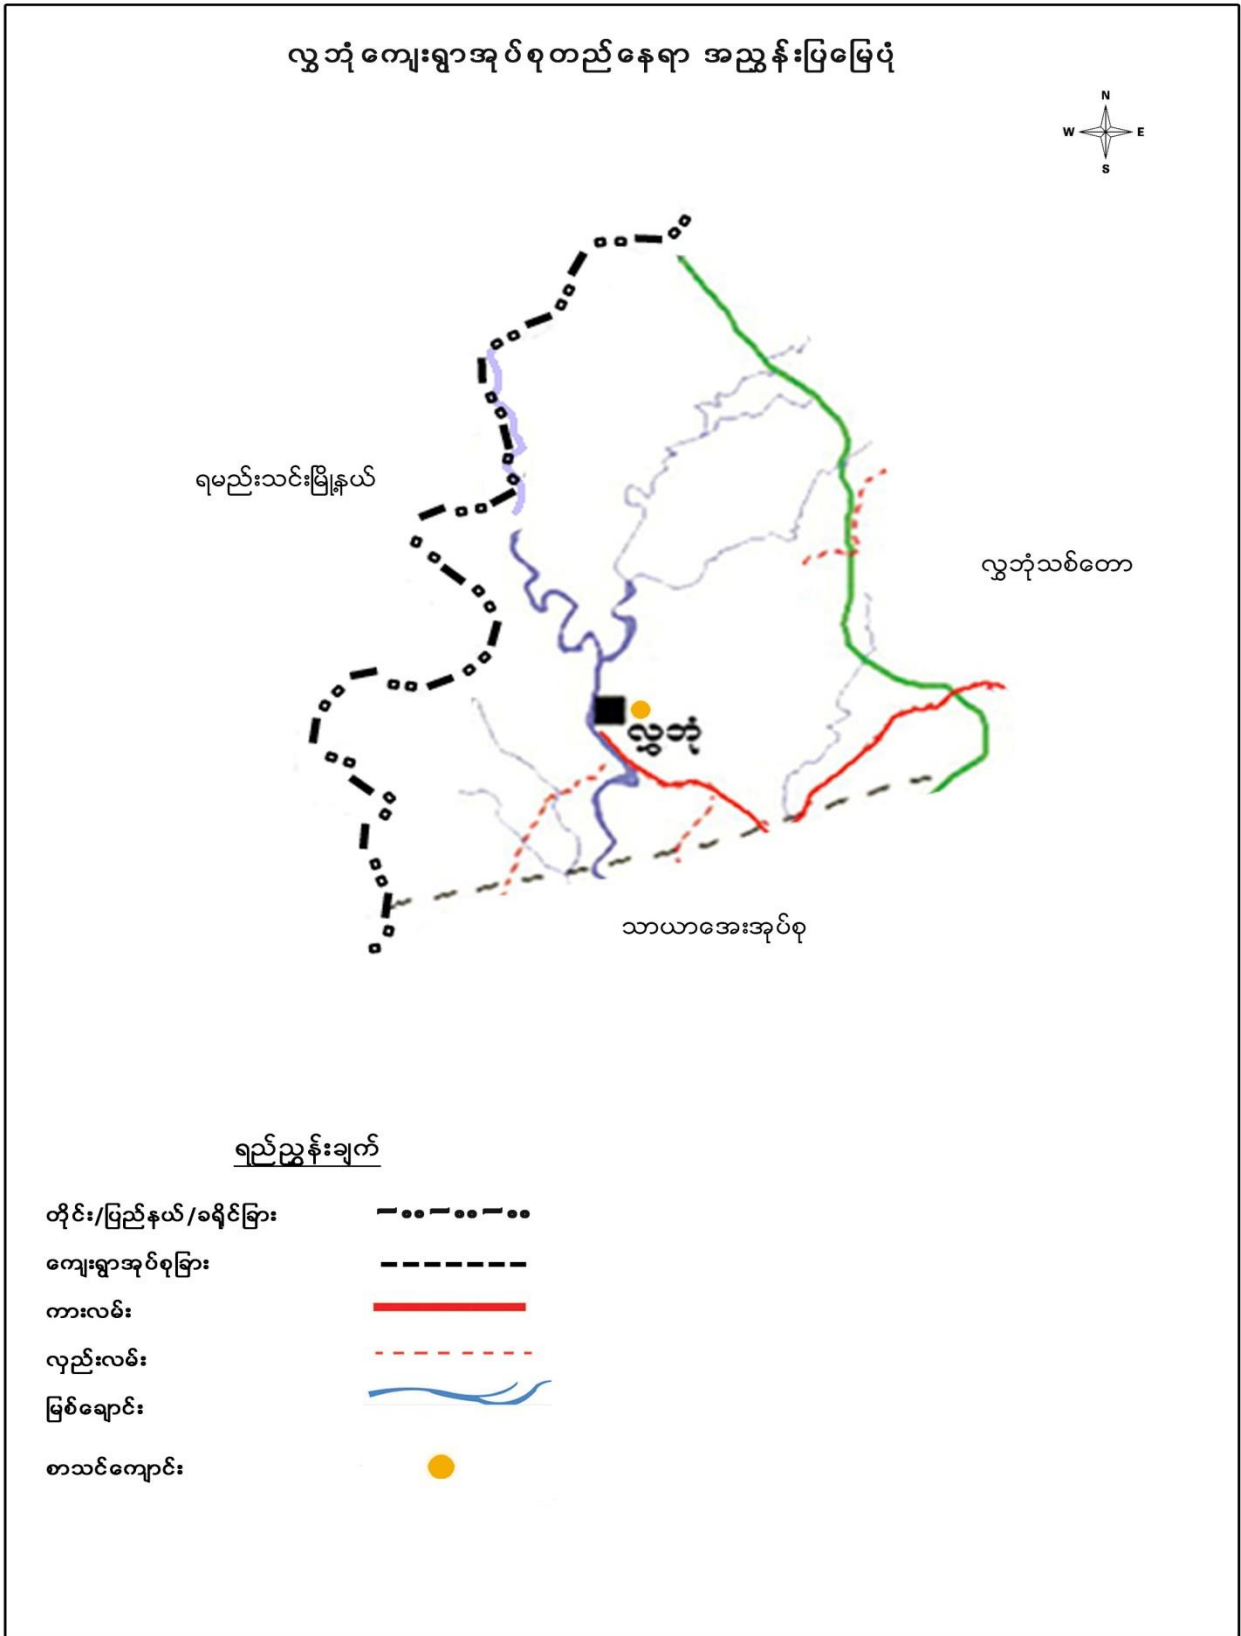 လွှဘုံကျေးရွာအုပ်စုတည်နေရာ အညွှန်းပြမြေပုံ
N
W E
S
ရမည်းသင်းမြို့နယ်
လွှဘုံသစ်တော
လွှဘုံ
သာယာအေးအုပ်စု
ရည်ညွှန်းချက်
တိုင်း/ပြည်နယ်/ခရိုင်ခြား
ကျေးရွာအုပ်စုခြား
ကားလမ်း
လှည်းလမ်း
မြစ်ချောင်း
စာသင်ကျောင်း